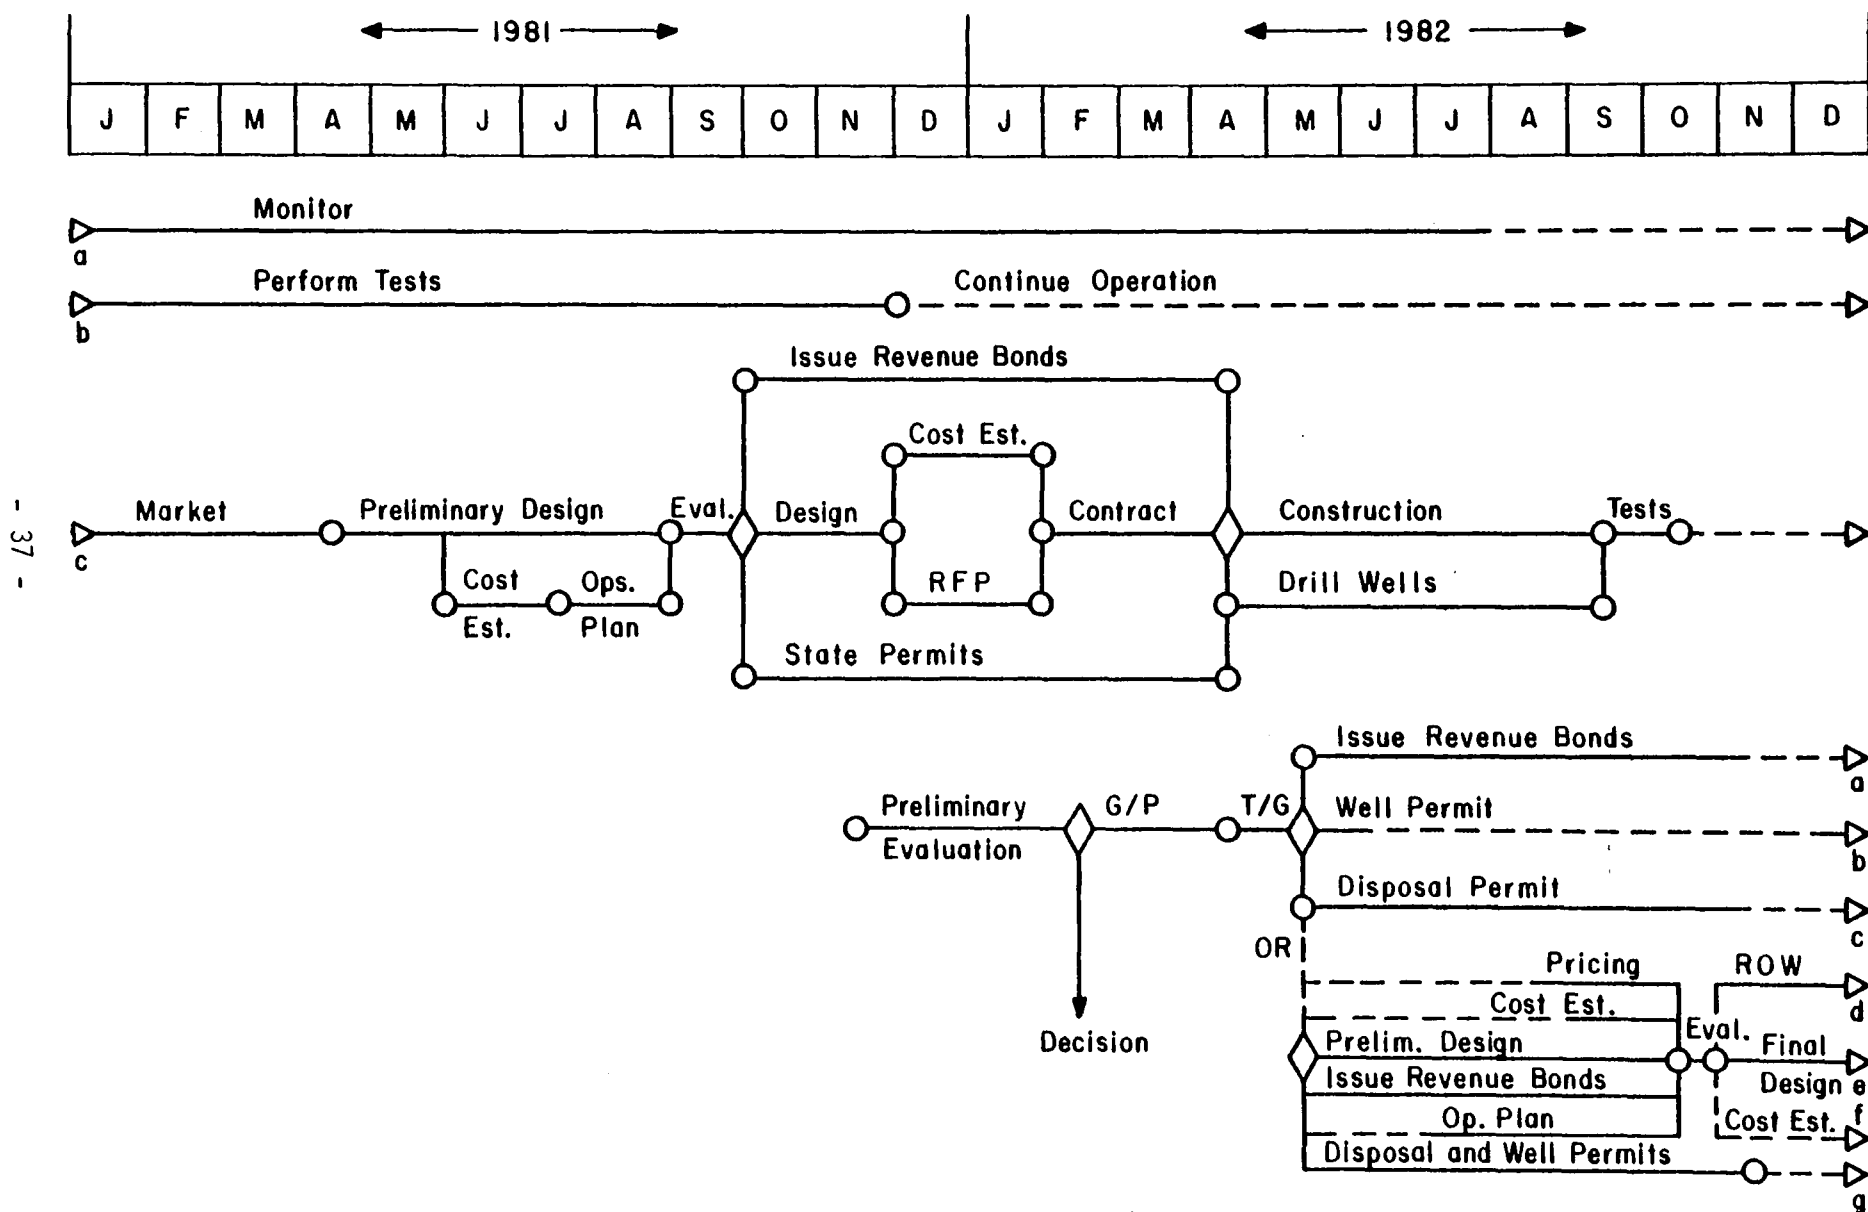 1981 1982
J F M A M J J A S O N D J F M A M J J A S O N D
Monitor
a
Perform Tests Continue Operation
b
Issue Revenue Bonds
Cost Est.
Market Preliminary Design Eval. Design Contract Construction Tests
c
Cost Ops. RFP Drill Wells
Est. Plan
State Permits
- 37 -
Issue Revenue Bonds
a
Preliminary G/P T/G Well Permit
Evaluation
b
Disposal Permit
c
OR
Pricing ROW
d
Cost Est.
Decision Prelim. Design Eval. Final
Issue Revenue Bonds Design e
Op. Plan Cost Est. f
Disposal and Well Permits
g